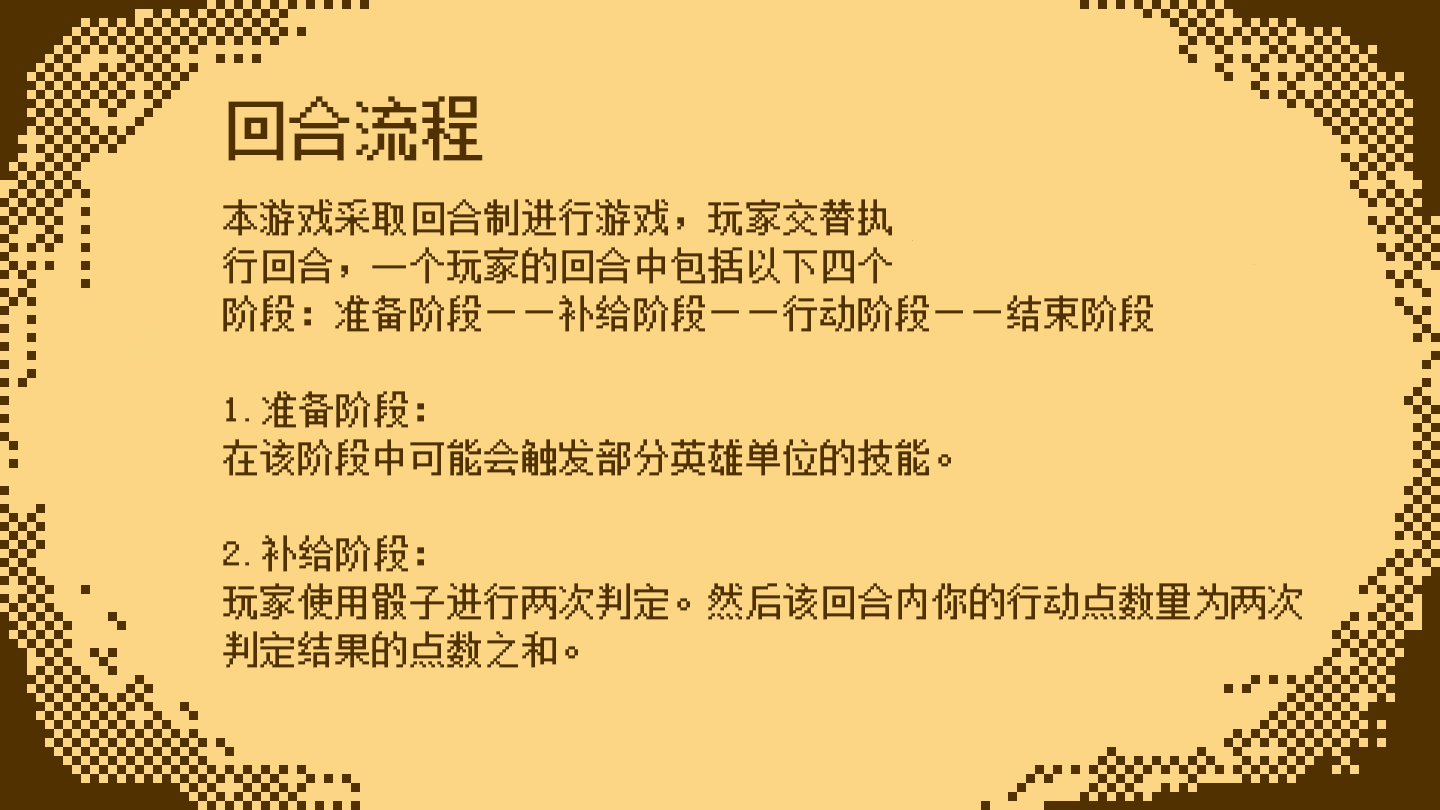 回合流程
本游戏采取回合制进行游戏，玩家交替执
行回合，一个玩家的回合中包括以下四个
阶段：准备阶段——补给阶段——行动阶段——结束阶段
1.准备阶段：
在该阶段中可能会触发部分英雄单位的技能。
2.补给阶段：
玩家使用骰子进行两次判定。然后该回合内你的行动点数量为两次
判定结果的点数之和。